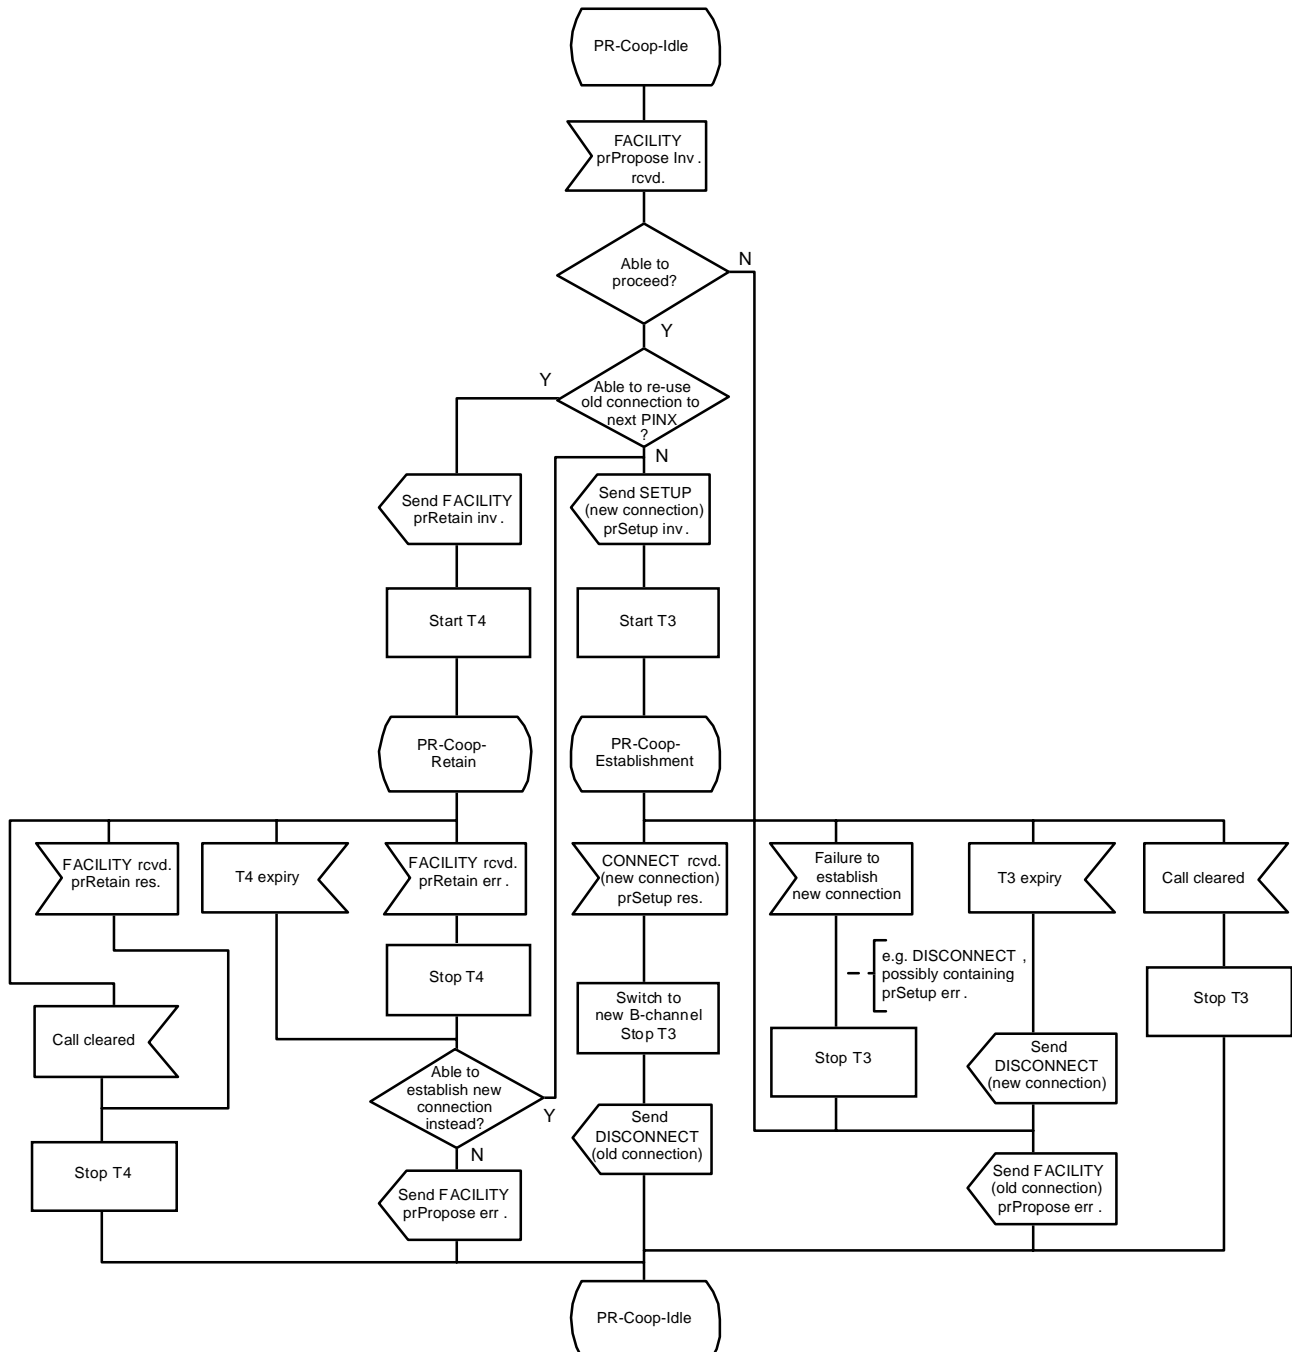 PR-Coop-Idle
FACILITY
prPropose Inv.
rcvd.
Able to
proceed?
N
Y
Able to re-use
old connection to
next PINX
?
Y
N
Send FACILITY
prRetain inv.
Send SETUP
(new connection)
prSetup inv.
Start T4
Start T3
PR-Coop-
Retain
PR-Coop-
Establishment
FACILITY rcvd.
prRetain res.
T4 expiry
FACILITY rcvd.
prRetain err.
CONNECT rcvd.
(new connection)
prSetup res.
Failure to
establish
new connection
T3 expiry
Call cleared
e.g. DISCONNECT,
possibly containing
prSetup err.
Stop T4
Switch to
new B-channel
Stop T3
Stop T3
Call cleared
Stop T3
Send
DISCONNECT
(new connection)
Able to
establish new
connection
instead?
Y
N
Send
DISCONNECT
(old connection)
Stop T4
Send FACILITY
prPropose err.
Send FACILITY
(old connection)
prPropose err.
PR-Coop-Idle